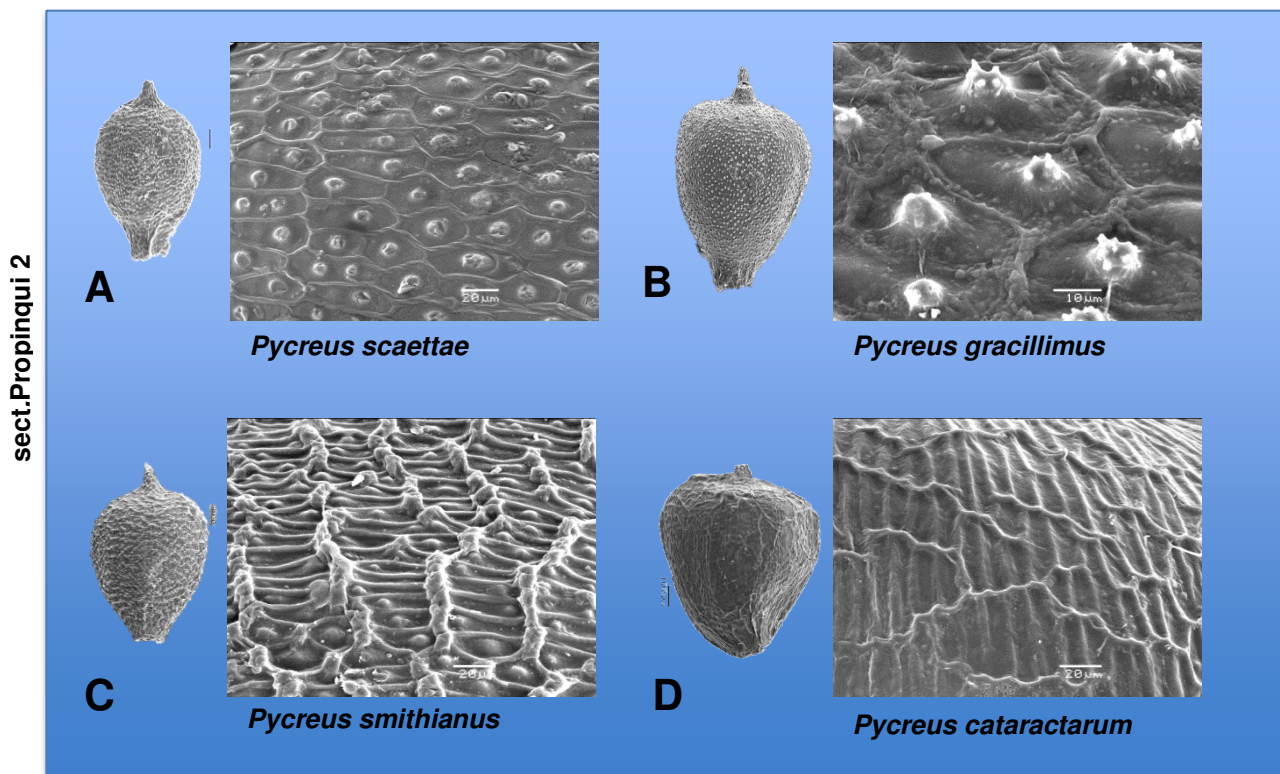 sect.Propinqui 2
A
20µm
Pycreus scaettae
B
10µm
Pycreus gracillimus
C
20µm
Pycreus smithianus
D
20µm
Pycreus cataractarum